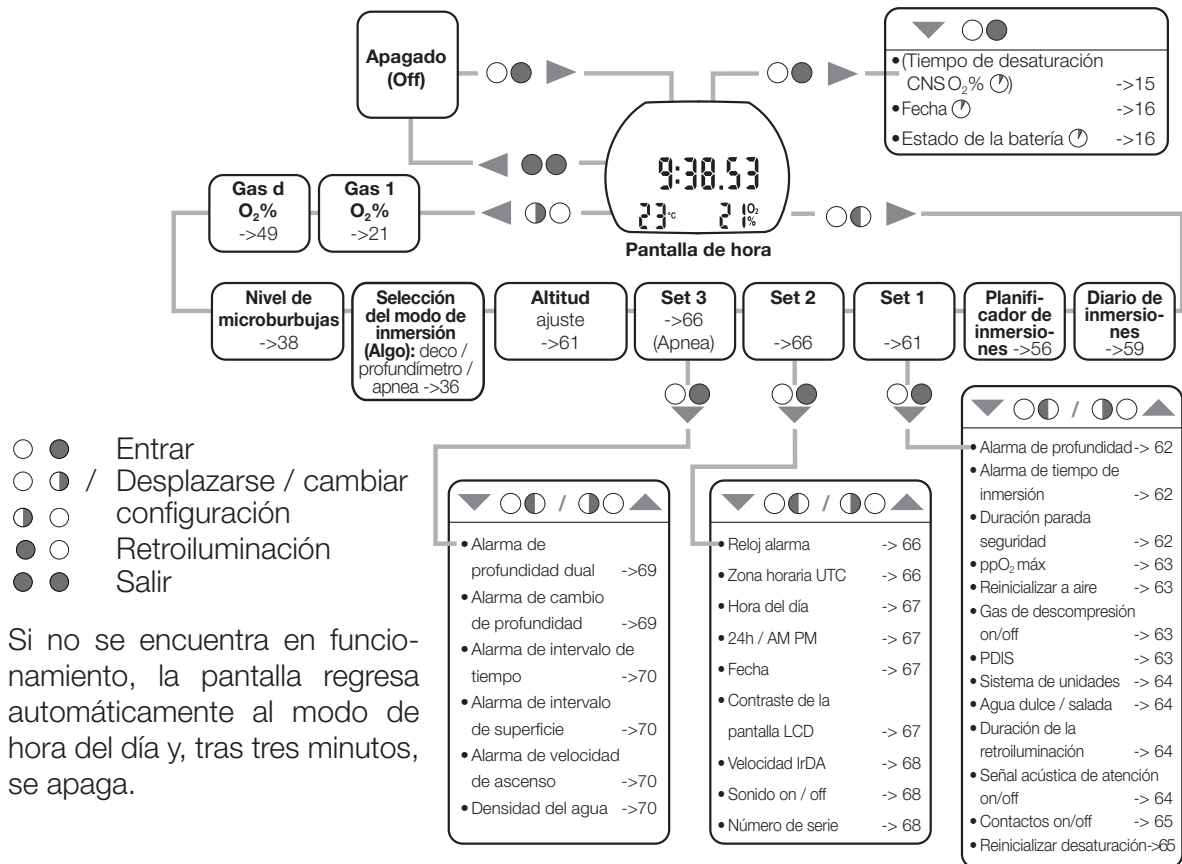 Apagado
(Off)
•(Tiempo de desaturación
CNS O₂% )
->15
•Fecha
->16
•Estado de la batería
->16
9:38.53
23°C
21 O₂%
Pantalla de hora
Gas d
O₂%
->49
Gas 1
O₂%
->21
Nivel de
microburbujas
->38
Selección
del modo de
inmersión
(Algo): deco /
profundímetro /
apnea ->36
Altitud
ajuste
->61
Set 3
->66
(Apnea)
Set 2
->66
Set 1
->61
Planifi-
cador de
inmersio-
nes ->56
Diario de
inmersio-
nes
->59
Entrar
/ Desplazarse / cambiar
configuración
Retroiluminación
Salir
Si no se encuentra en funcio-
namiento, la pantalla regresa
automáticamente al modo de
hora del día y, tras tres minutos,
se apaga.
/
• Alarma de
profundidad dual ->69
• Alarma de cambio
de profundidad ->69
• Alarma de intervalo de
tiempo ->70
• Alarma de intervalo
de superficie ->70
• Alarma de velocidad
de ascenso ->70
• Densidad del agua ->70
/
• Reloj alarma -> 66
• Zona horaria UTC -> 66
• Hora del día -> 67
• 24h / AM PM -> 67
• Fecha -> 67
• Contraste de la
pantalla LCD -> 67
• Velocidad IrDA -> 68
• Sonido on / off -> 68
• Número de serie -> 68
/
• Alarma de profundidad-> 62
• Alarma de tiempo de
inmersión -> 62
• Duración parada
seguridad -> 62
• ppO₂ máx -> 63
• Reinicializar a aire -> 63
• Gas de descompresión
on/off -> 63
• PDIS -> 63
• Sistema de unidades -> 64
• Agua dulce / salada -> 64
• Duración de la
retroiluminación -> 64
• Señal acústica de atención
on/off -> 64
• Contactos on/off -> 65
• Reinicializar desaturación->65